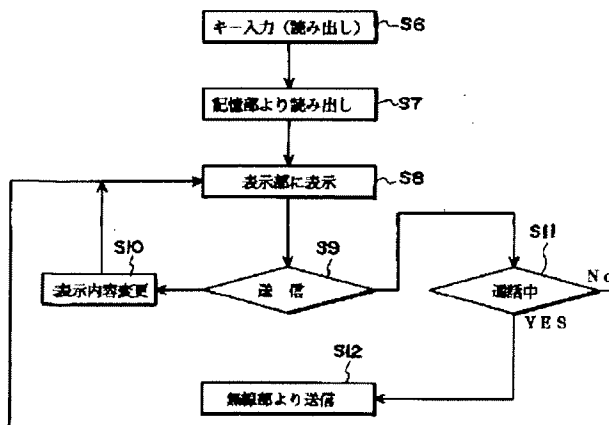 キー入力(読み出し)
S6
記憶部より読み出し
S7
表示部に表示
S8
S10
S9
S11
表示内容変更
送 信
通話中
No
YES
S12
無線部より送信